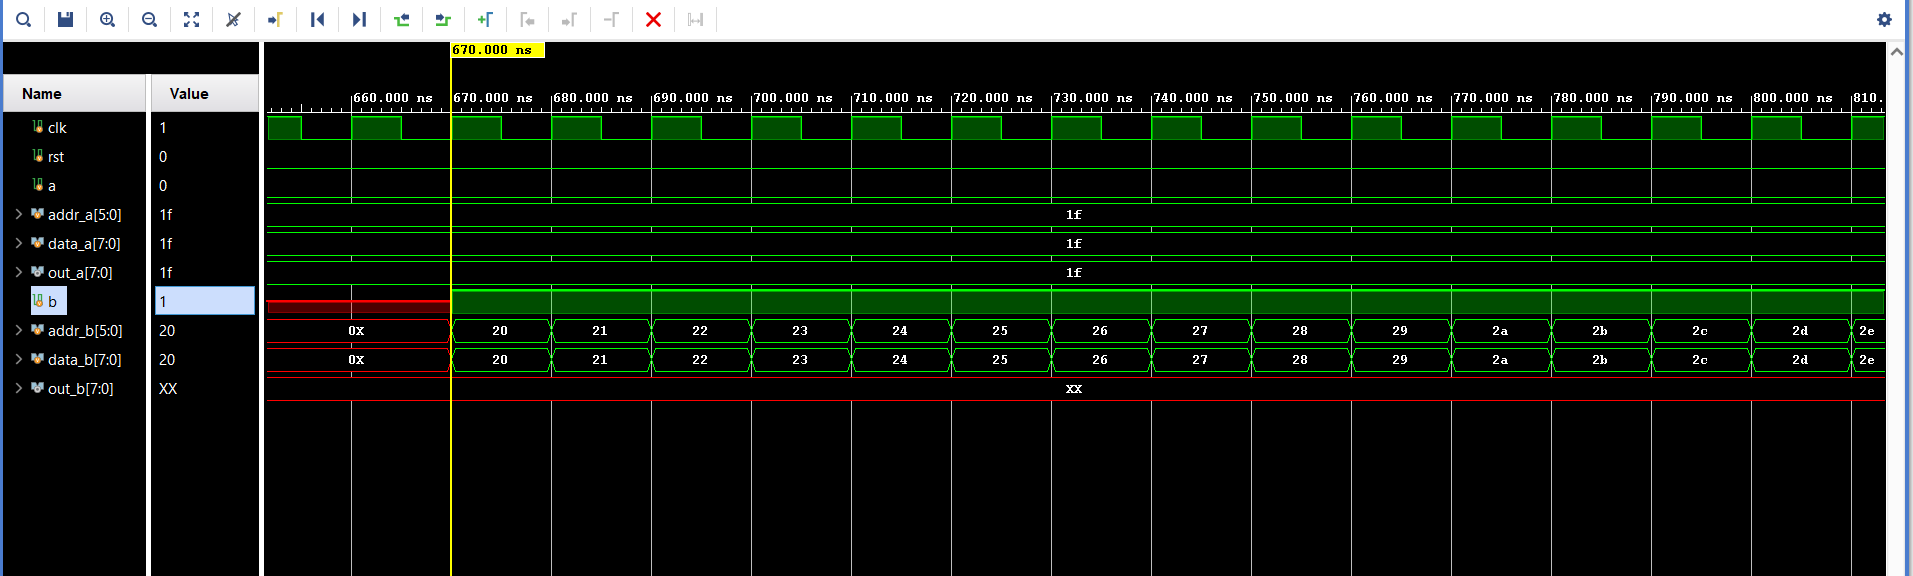 670.000 ns
Name Value 660.000 ns 670.000 ns 680.000 ns 690.000 ns 700.000 ns 710.000 ns 720.000 ns 730.000 ns 740.000 ns 750.000 ns 760.000 ns 770.000 ns 780.000 ns 790.000 ns 800.000 ns 810.
clk 1
rst 0
a 0
addr_a[5:0] 1f 1f
data_a[7:0] 1f 1f
out_a[7:0] 1f 1f
b 1
addr_b[5:0] 20 0X 20 21 22 23 24 25 26 27 28 29 2a 2b 2c 2d 2e
data_b[7:0] 20 0X 20 21 22 23 24 25 26 27 28 29 2a 2b 2c 2d 2e
out_b[7:0] XX XX